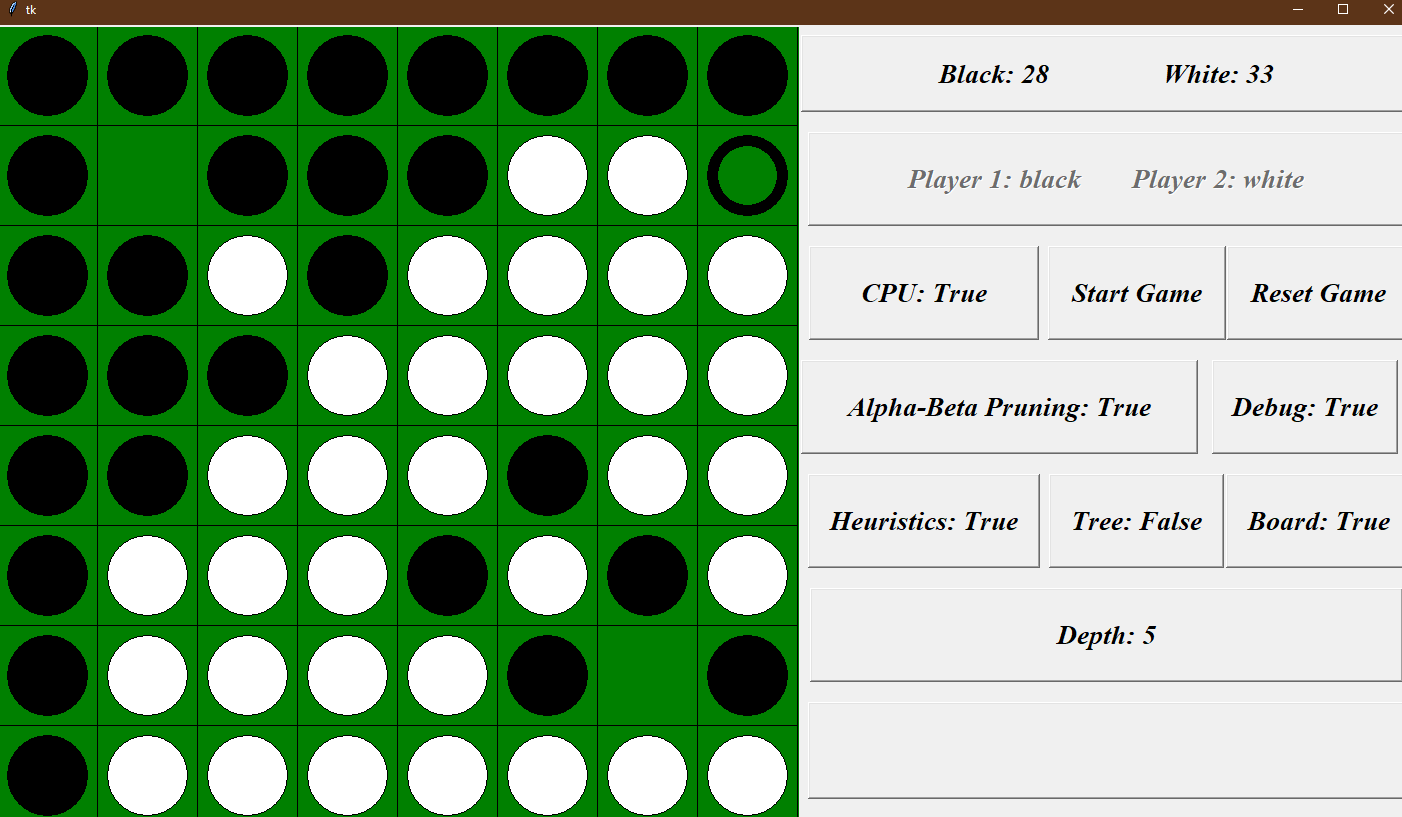 tk
Black: 28 White: 33
Player 1: black Player 2: white
CPU: True Start Game Reset Game
Alpha-Beta Pruning: True Debug: True
Heuristics: True Tree: False Board: True
Depth: 5